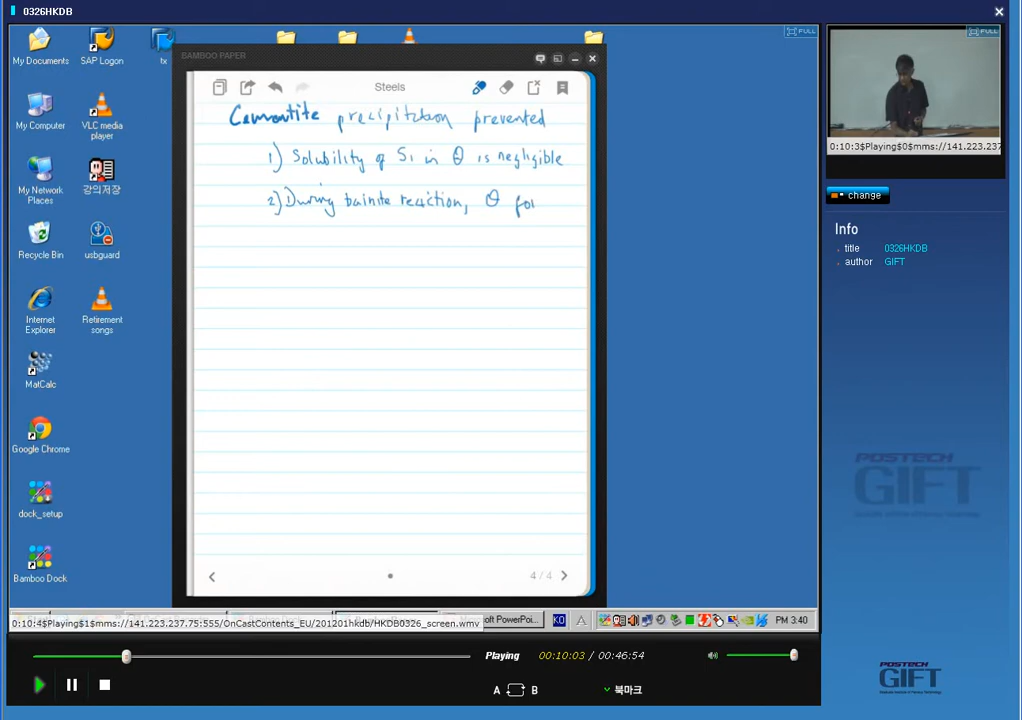 0326HKDB
My Documents
SAP Logon
fx
My Computer
VLC media player
My Network Places
강의저장
Recycle Bin
usbguard
Internet Explorer
Retirement songs
MatCalc
Google Chrome
dock_setup
Bamboo Dock
BAMBOO PAPER
Steels
Cementite precipitation prevented
1) Solubility of Si in θ is negligible
2) During bainite reaction, θ for
4 / 4
FULL
FULL
0:10:3$Playing$0$mms://141.223.237
change
Info
title 0326HKDB
author GIFT
POSTECH
GIFT
0:10:4$Playing$1$mms://141.223.237.75:555/OnCastContents_EU/201201hkdb/HKDB0326_screen.wmv
soft PowerPoi...
KO
A
PM 3:40
Playing
00:10:03 / 00:46:54
A B
북마크
POSTECH
GIFT